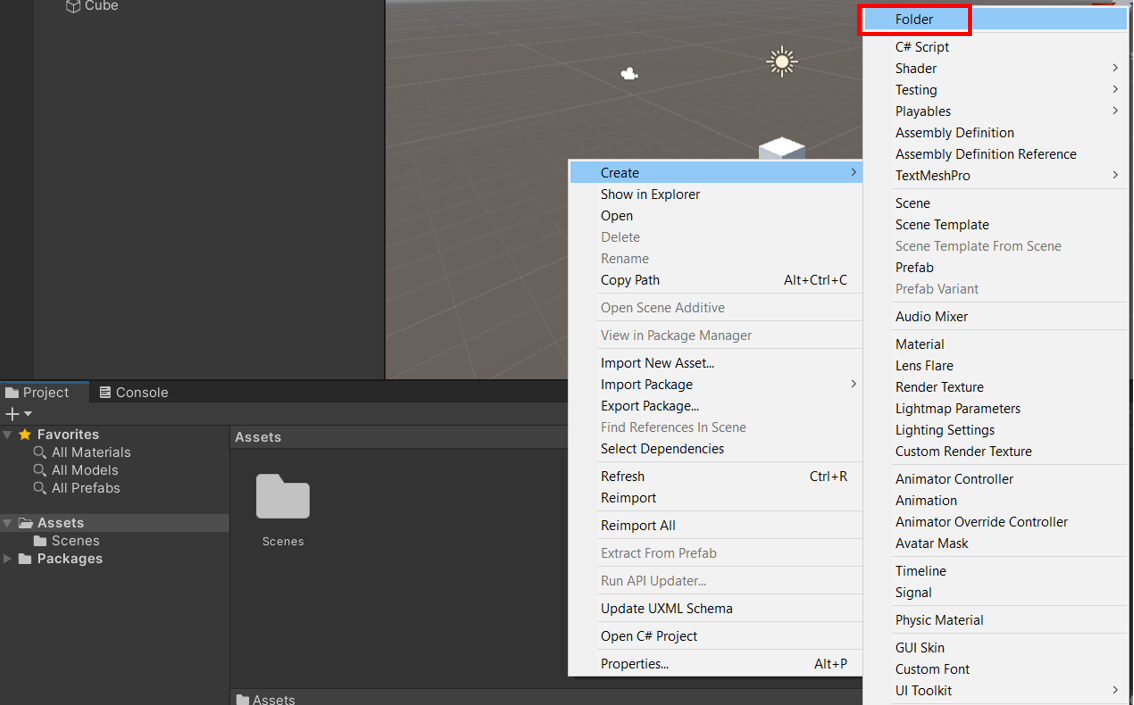 Cube
Project
Console
Favorites
All Materials
All Models
All Prefabs
Assets
Scenes
Packages
Assets
Scenes
Assets
Create
Show in Explorer
Open
Delete
Rename
Copy Path Alt+Ctrl+C
Open Scene Additive
View in Package Manager
Import New Asset...
Import Package
Export Package...
Find References In Scene
Select Dependencies
Refresh Ctrl+R
Reimport
Reimport All
Extract From Prefab
Run API Updater...
Update UXML Schema
Open C# Project
Properties... Alt+P
Folder
C# Script
Shader
Testing
Playables
Assembly Definition
Assembly Definition Reference
TextMeshPro
Scene
Scene Template
Scene Template From Scene
Prefab
Prefab Variant
Audio Mixer
Material
Lens Flare
Render Texture
Lightmap Parameters
Lighting Settings
Custom Render Texture
Animator Controller
Animation
Animator Override Controller
Avatar Mask
Timeline
Signal
Physic Material
GUI Skin
Custom Font
UI Toolkit